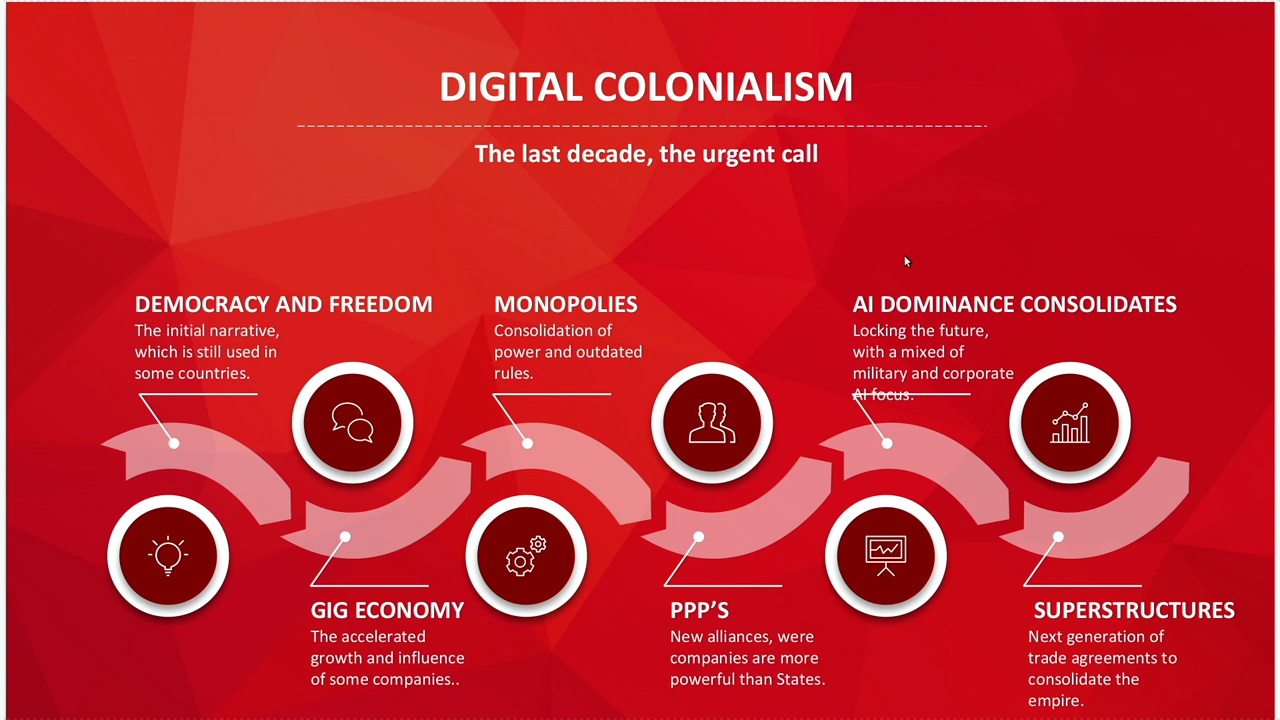 DIGITAL COLONIALISM
The last decade, the urgent call
DEMOCRACY AND FREEDOM
The initial narrative,
which is still used in
some countries.
MONOPOLIES
Consolidation of
power and outdated
rules.
AI DOMINANCE CONSOLIDATES
Locking the future,
with a mixed of
military and corporate
AI focus.
GIG ECONOMY
The accelerated
growth and influence
of some companies..
PPP’S
New alliances, were
companies are more
powerful than States.
SUPERSTRUCTURES
Next generation of
trade agreements to
consolidate the
empire.